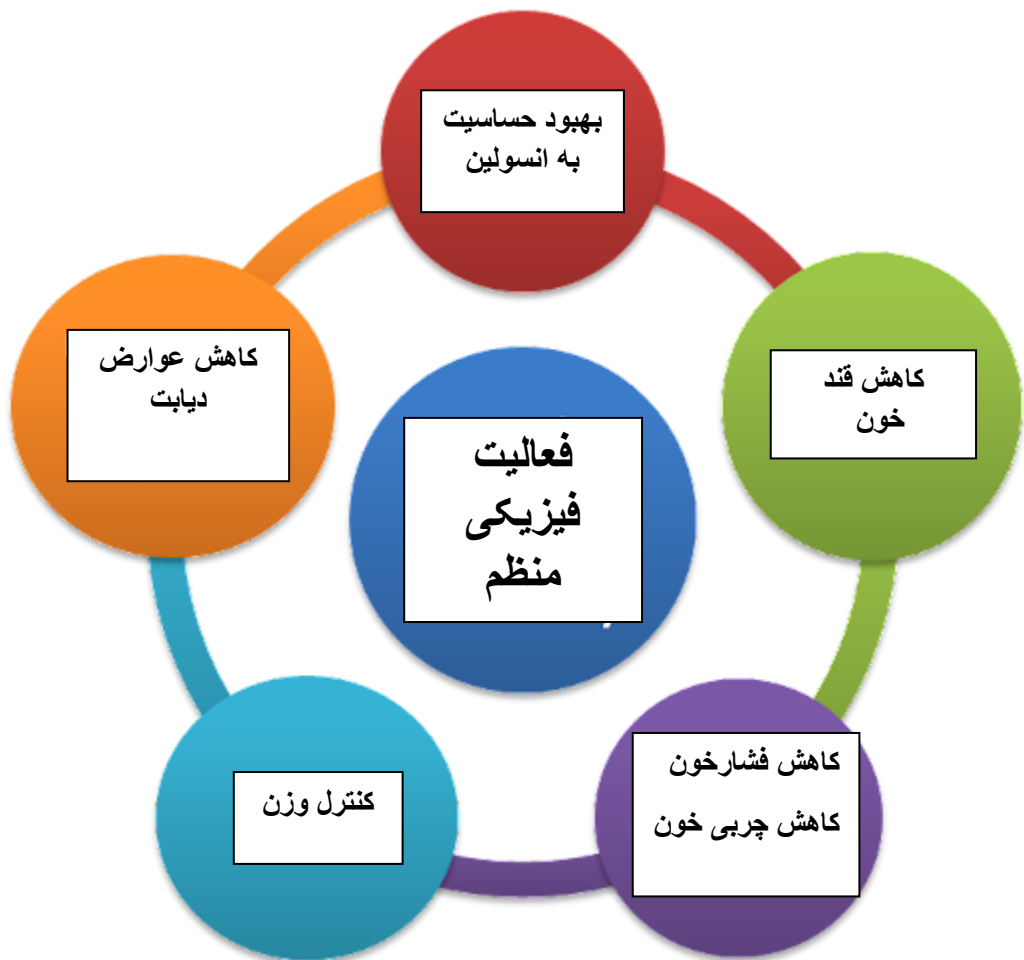 بهبود حساسیت
به انسولین
کاهش قند
خون
کاهش فشارخون
کاهش چربی خون
کنترل وزن
کاهش عوارض
دیابت
فعالیت
فیزیکی
منظم